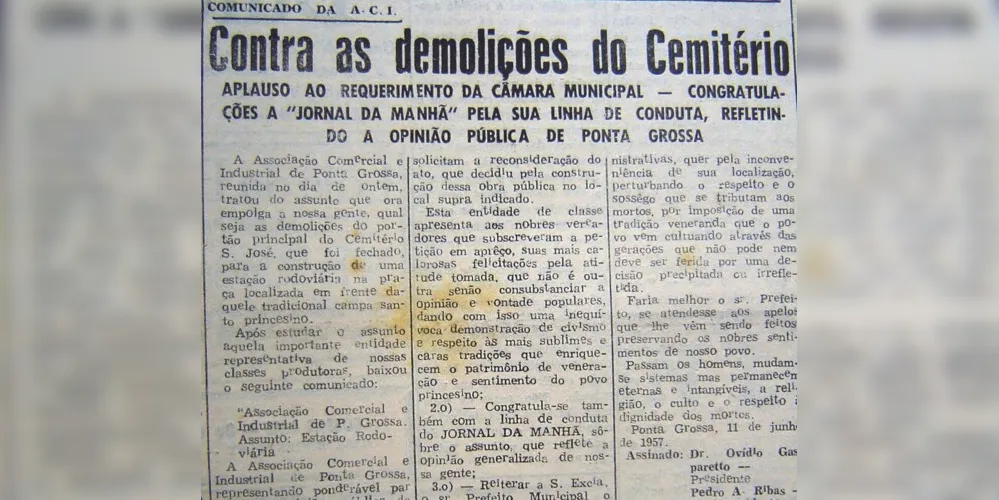 COMUNICADO DA A.C.I.
Contra as demolições do Cemitério
APLAUSO AO REQUERIMENTO DA CÂMARA MUNICIPAL — CONGRATULA-
ÇÕES A "JORNAL DA MANHÃ" PELA SUA LINHA DE CONDUTA, REFLETIN-
DO A OPINIÃO PÚBLICA DE PONTA GROSSA
A Associação Comercial e
Industrial de Ponta Grossa,
reunida no dia de ontem,
tratou do assunto que ora
empolga a nossa gente, qual
seja as demolições do por-
tão principal do Cemitério
S. José, que foi fechado,
para a construção de uma
estação rodoviária na pra-
ça localizada em frente da-
quele tradicional campa san-
to princesino.
Após estudar o assunto
aquela importante entidade
representativa de nossas
classes produtoras, baixou
o seguinte comunicado:
"Associação Comercial e
Industrial de P. Grossa.
Assunto: Estação Rodo-
viária
A Associação Comercial e
Industrial de Ponta Grossa,
representando ponderável par
solicitam a reconsideração do
ato, que decidiu pela constru-
ção dessa obra pública no lo-
cal supra indicado.
Esta entidade de classe
apresenta aos nobres verea-
dores que subscreveram a pe-
tição em aprêço, suas mais ca-
lorosas felicitações pela ati-
tude tomada, que não é ou-
tra senão consubstanciar a
opinião e vontade populares,
dando com isso uma inequí-
voca demonstração de civismo
e respeito às mais sublimes e
caras tradições que enrique-
cem o patrimônio de venera-
ção e sentimento do povo
princesino;
2.o) — Congratula-se tam-
bém com a linha de conduta
do JORNAL DA MANHÃ, sô-
bre o assunto, que reflete a
opinião generalizada de nos-
sa gente;
3.o) — Reiterar a S. Excia,
o sr. Prefeito Municipal o
nistrativas, quer pela inconve-
niência de sua localização,
perturbando o respeito e o
sossêgo que se tributam aos
mortos, por imposição de uma
tradição veneranda que o po-
vo vem cultuando através das
gerações que não pode nem
deve ser ferida por uma de-
cisão precipitada ou irrefle-
tida.
Faria melhor o sr. Prefei-
to, se atendesse aos apelos
que lhe vêm sendo feitos
preservando os nobres senti-
mentos de nosso povo.
Passam os homens, mudam-
se sistemas mas permanecem
eternas e intangíveis, a reli
gião, o culto e o respeito à
dignidade dos mortos.
Ponta Grossa, 11 de junho
de 1957.
Assinado: Dr. Ovídio Gas
paretto —
Presidente
Pedro A. Ribas -